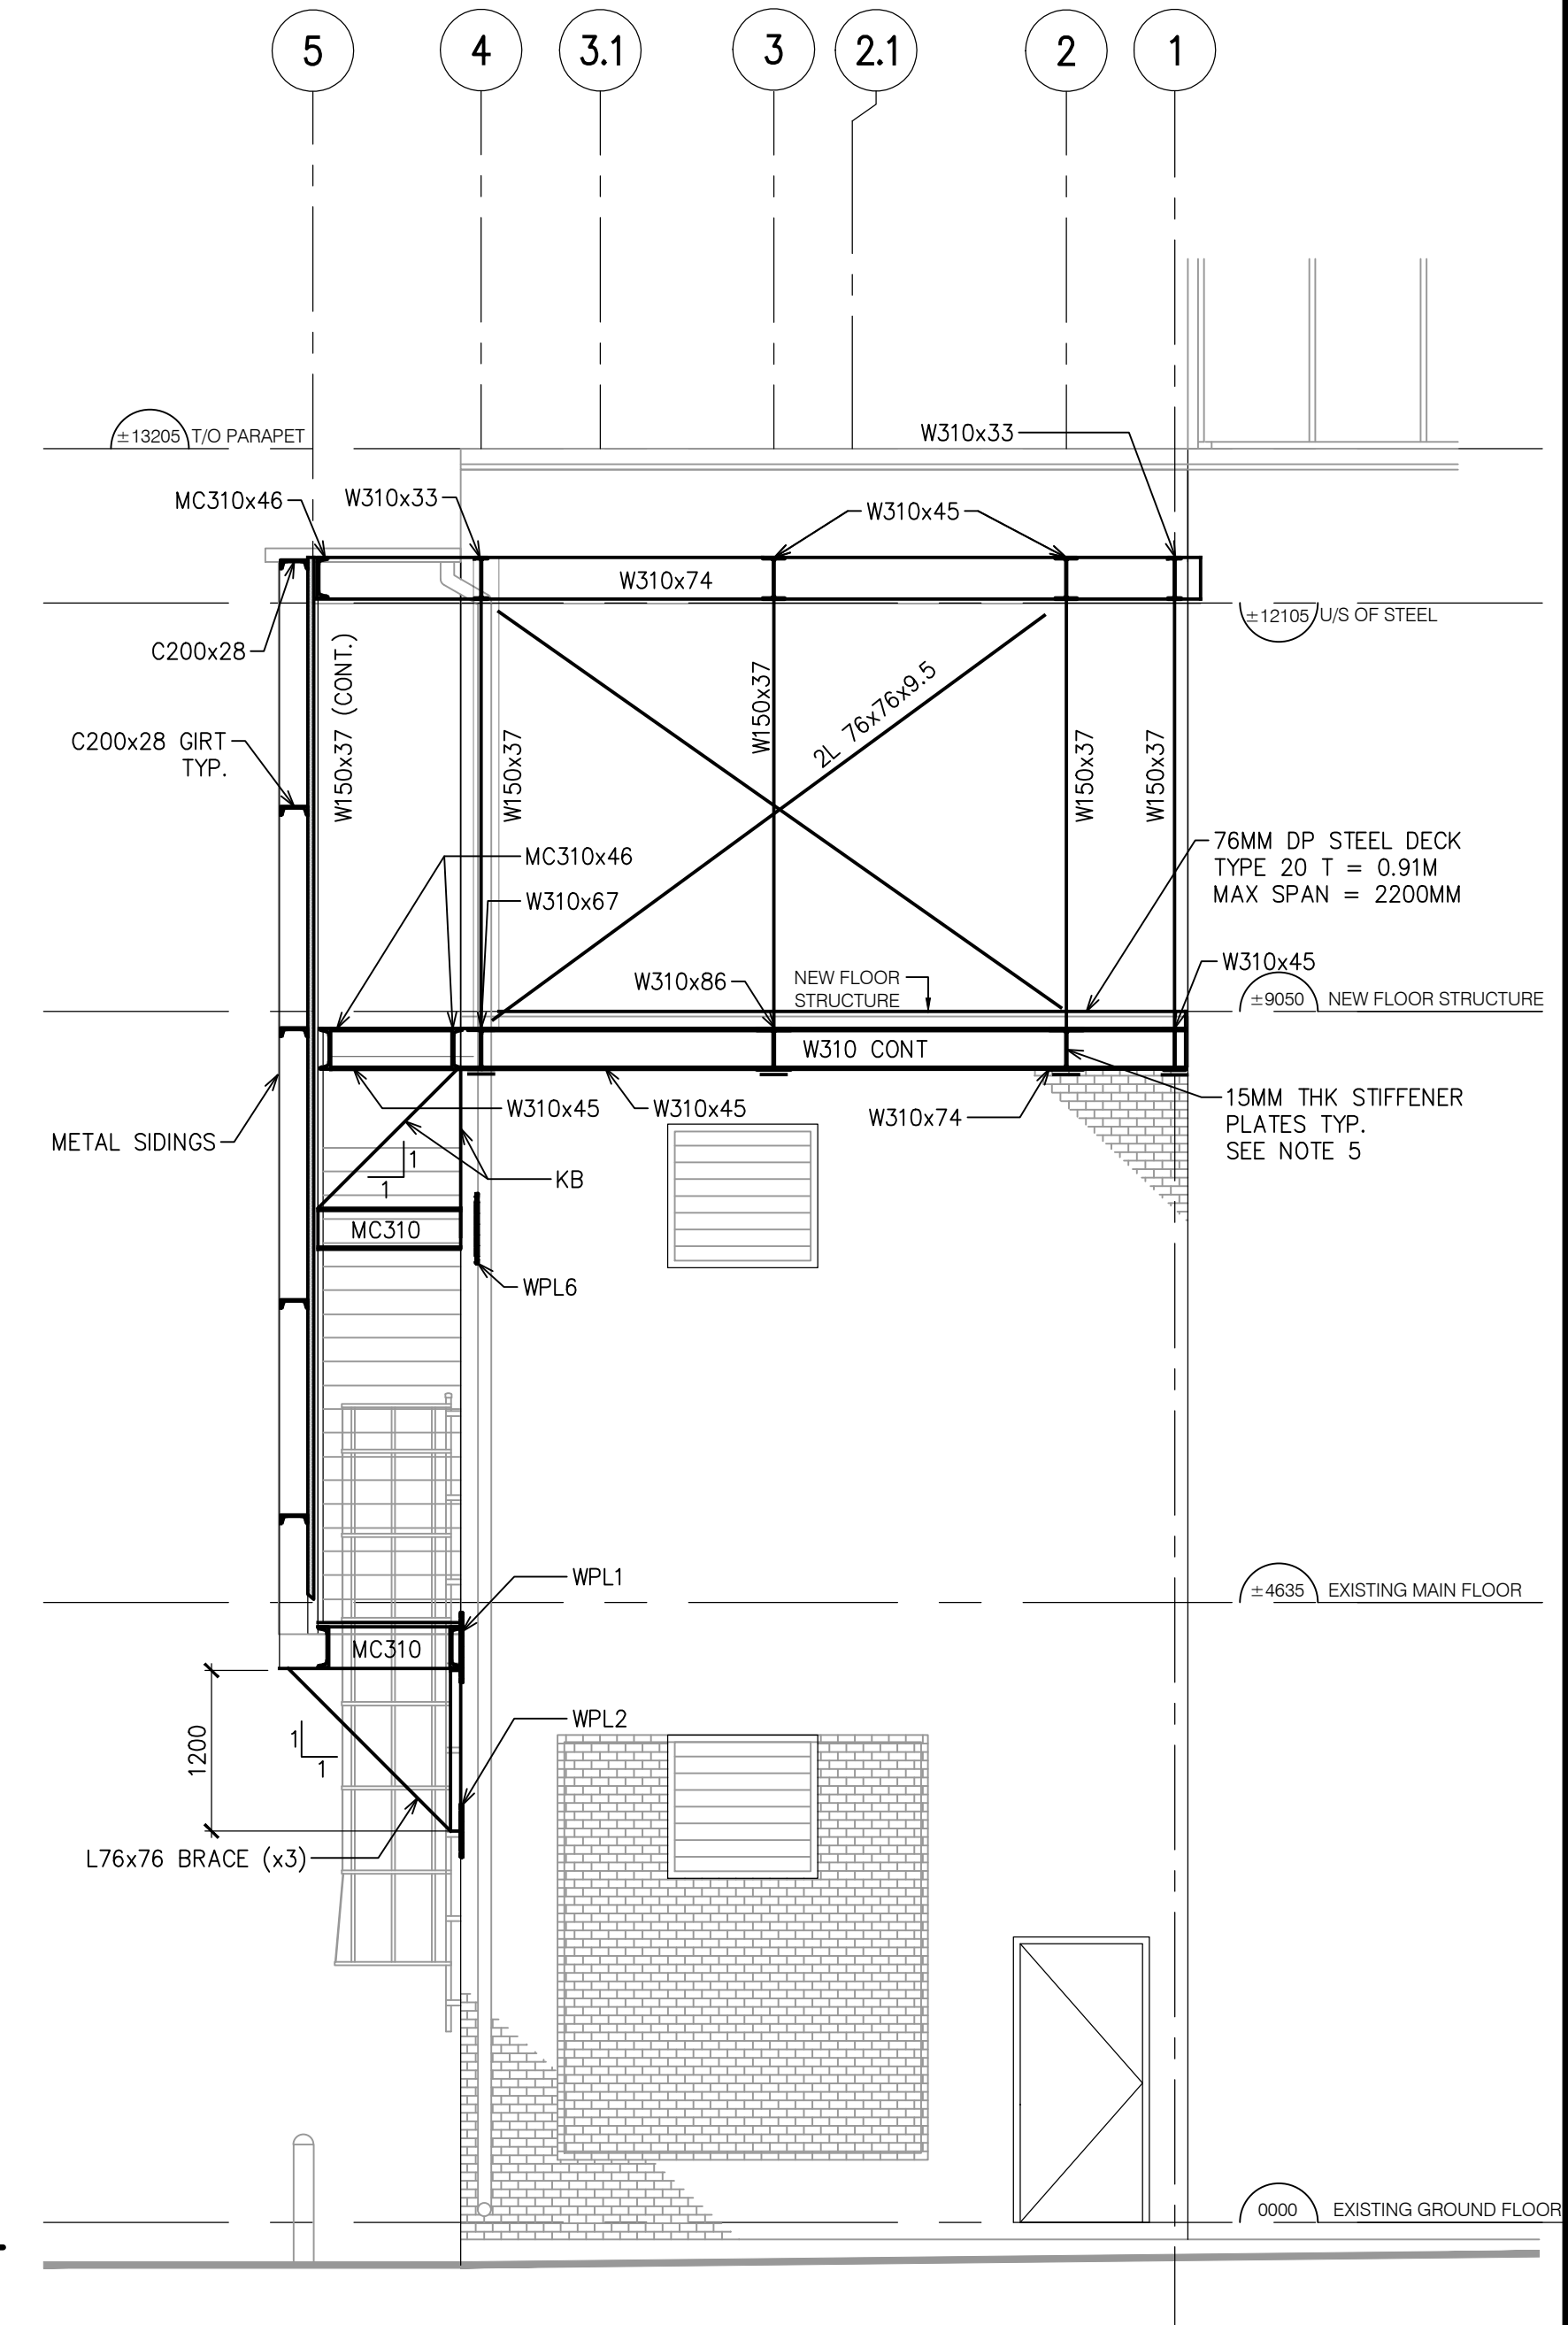 5
4
3.1
3
2.1
2
1
±13205 T/O PARAPET
W310x33
MC310x46
W310x33
W310x45
W310x74
C200x28
±12105 U/S OF STEEL
W150x37 (CONT.)
W150x37
W150x37
2L 76x76x9.5
W150x37
W150x37
C200x28 GIRT
TYP.
MC310x46
W310x67
76MM DP STEEL DECK
TYPE 20 T = 0.91M
MAX SPAN = 2200MM
W310x86
NEW FLOOR
STRUCTURE
W310x45
±9050 NEW FLOOR STRUCTURE
W310 CONT
W310x45
W310x45
W310x74
15MM THK STIFFENER
PLATES TYP.
SEE NOTE 5
METAL SIDINGS
1
1
KB
MC310
WPL6
WPL1
±4635 EXISTING MAIN FLOOR
MC310
1200
1
1
WPL2
L76x76 BRACE (x3)
0000 EXISTING GROUND FLOOR